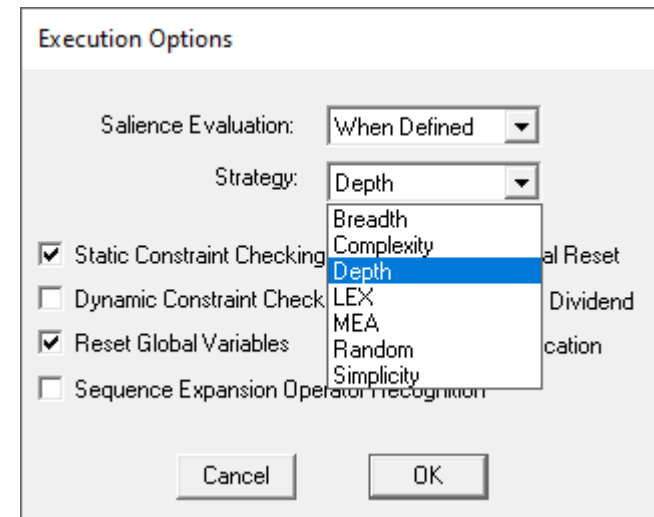 Execution Options
Salience Evaluation: When Defined
Strategy: Depth
Breadth
Complexity
Static Constraint Checking al Reset
Depth
Dynamic Constraint Check LEX Dividend
MEA
Reset Global Variables Random cation
Simplicity
Sequence Expansion Operator Recognition
Cancel OK